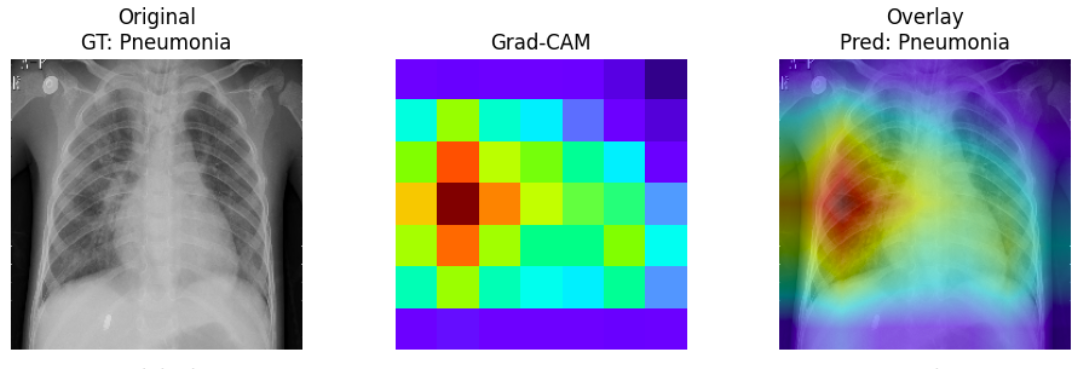 Original
GT: Pneumonia
Grad-CAM
Overlay
Pred: Pneumonia